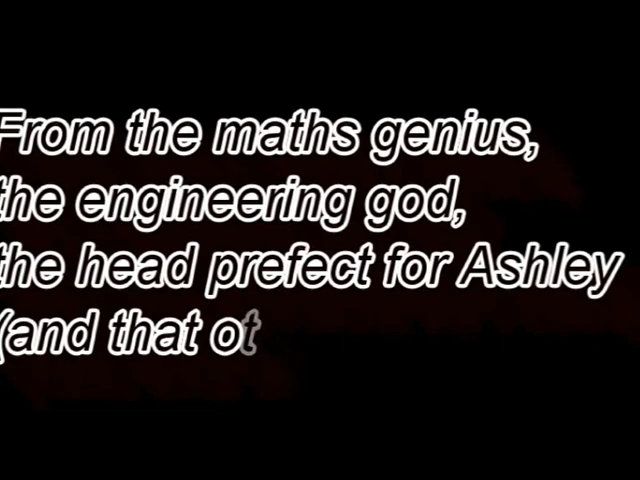 From the maths genius,
the engineering god,
the head prefect for Ashley
(and that ot